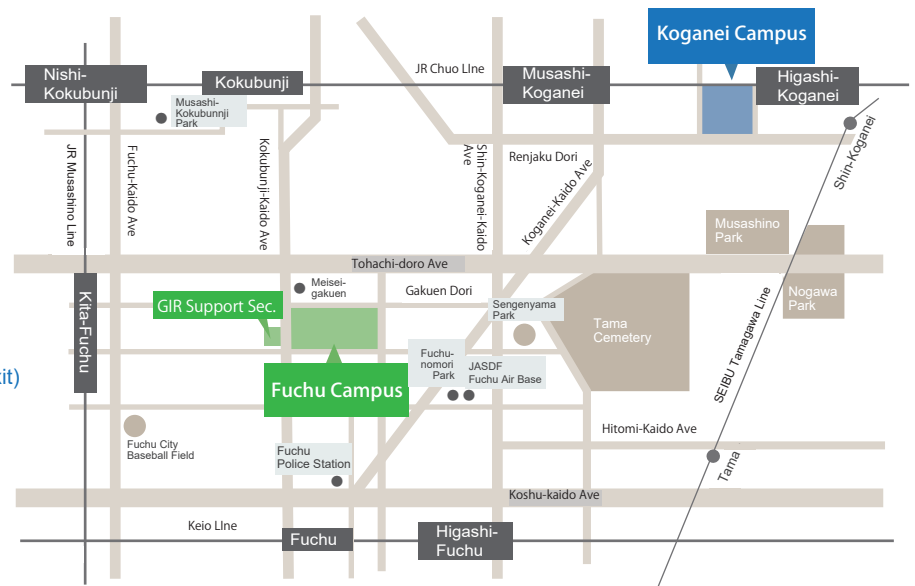 Koganei Campus
JR Chuo LIne
Nishi-
Kokubunji
Kokubunji
Musashi-
Koganei
Higashi-
Koganei
Musashi-
Kokubunnji
Park
Shin-Koganei
JR Musashino Line
Fuchu-Kaido Ave
Kokubunji-Kaido Ave
Shin-Koganei-Kaido
Ave
Koganei-Kaido Ave
Renjaku Dori
Musashino
Park
Tohachi-doro Ave
Kita-Fuchu
Meisei-
gakuen
Gakuen Dori
GIR Support Sec.
Sengenyama
Park
Tama
Cemetery
Nogawa
Park
SEIBU Tamagawa Line
Fuchu-
nomori
Park
JASDF
Fuchu Air Base
it)
Fuchu Campus
Fuchu City
Baseball Field
Hitomi-Kaido Ave
Fuchu
Police Station
Tama
Koshu-kaido Ave
Keio LIne
Fuchu
Higashi-
Fuchu